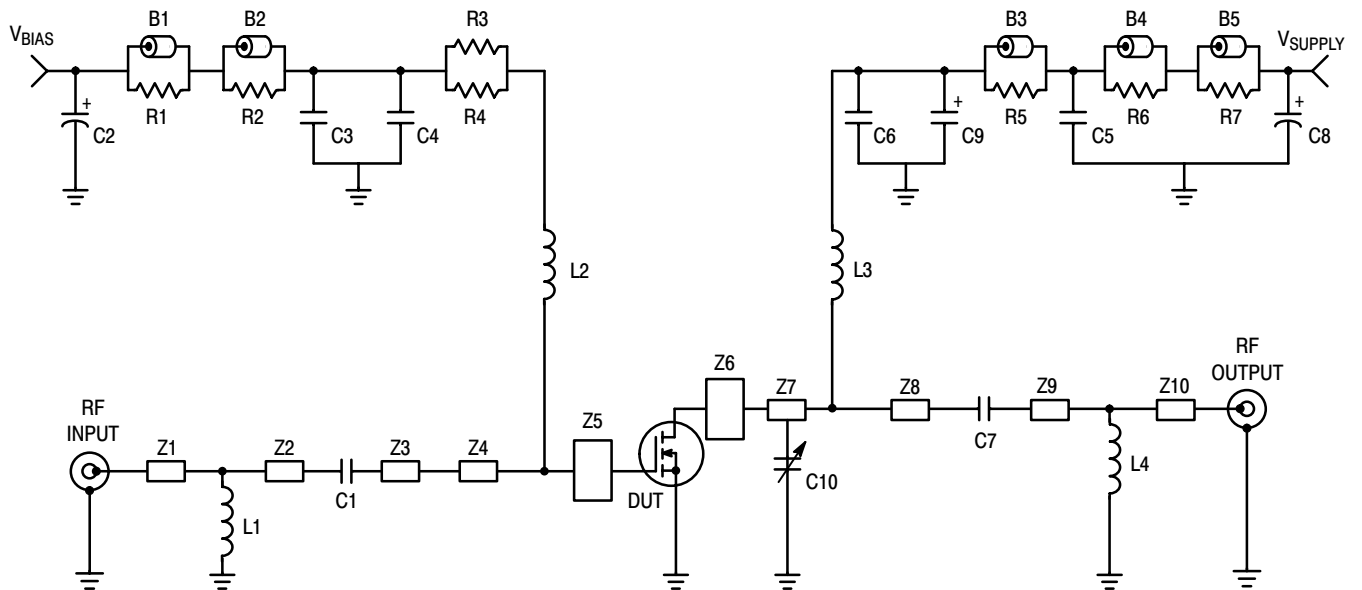 B1
B2
R3
B3
B4
B5
V_BIAS
V_SUPPLY
+
R1
R2
R4
+
R5
R6
R7
+
C2
C3
C4
C6
C9
C5
C8
L2
L3
Z6
RF
OUTPUT
Z7
Z8
Z9
Z10
RF
INPUT
Z5
Z1
Z2
Z3
Z4
C7
C1
DUT
C10
L4
L1